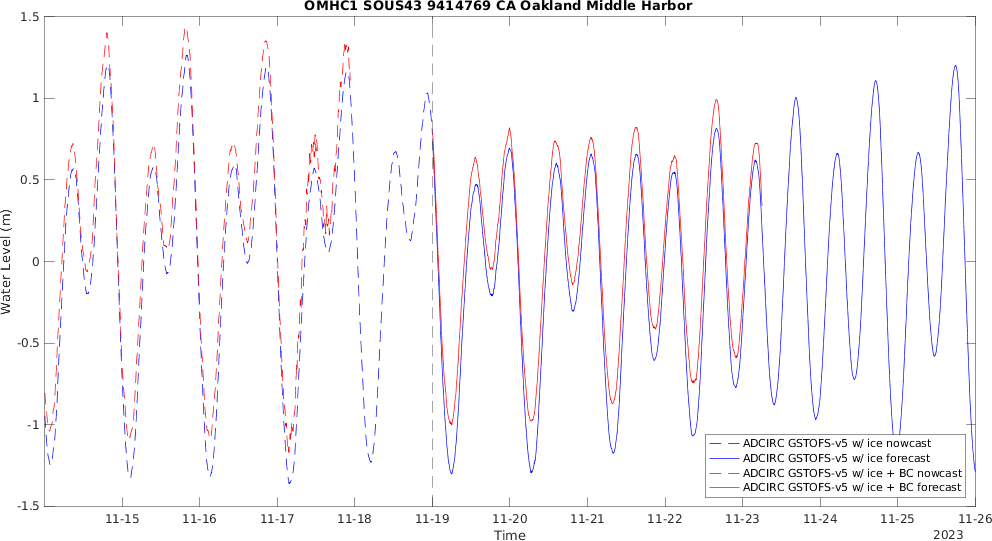 OMHC1 SOUS43 9414769 CA Oakland Middle Harbor
1.5
1
0.5
0
-0.5
-1
-1.5
Water Level (m)
ADCIRC GSTOFS-v5 w/ ice nowcast
ADCIRC GSTOFS-v5 w/ ice forecast
ADCIRC GSTOFS-v5 w/ ice + BC nowcast
ADCIRC GSTOFS-v5 w/ ice + BC forecast
11-15 11-16 11-17 11-18 11-19 11-20 11-21 11-22 11-23 11-24 11-25 11-26
Time
2023